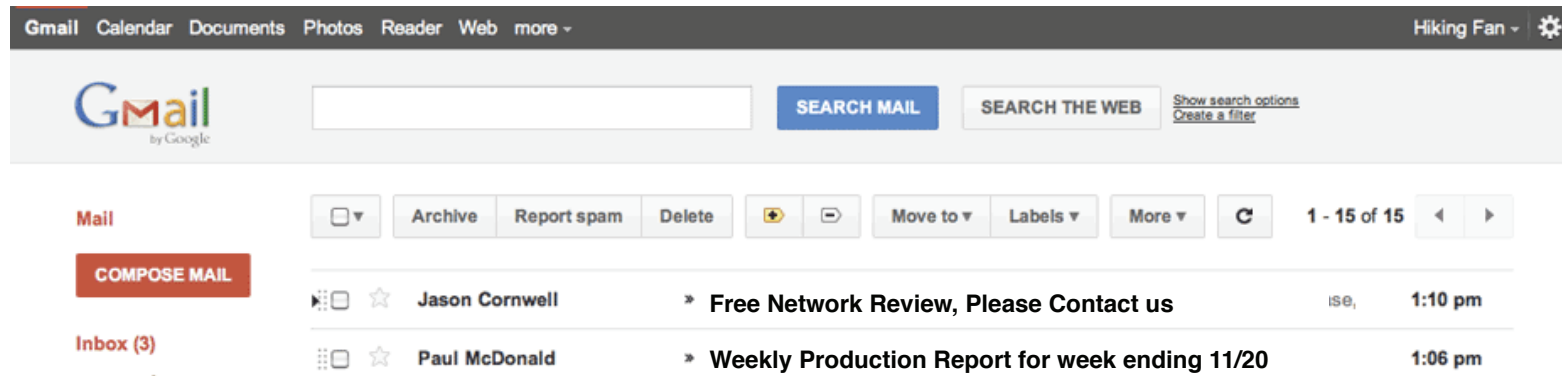 Gmail Calendar Documents Photos Reader Web more Hiking Fan
Gmail
by Google
SEARCH MAIL SEARCH THE WEB
Show search options
Create a filter
Mail
Archive Report spam Delete Move to Labels More 1 - 15 of 15
COMPOSE MAIL
Jason Cornwell » Free Network Review, Please Contact us 1:10 pm
Inbox (3)
Paul McDonald » Weekly Production Report for week ending 11/20 1:06 pm